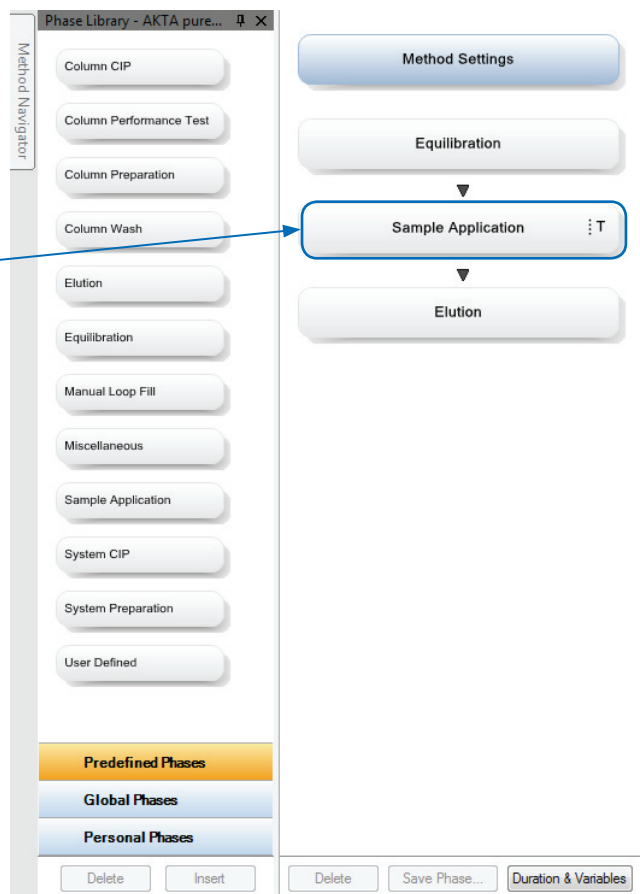 Method Navigator
Phase Library - AKTA pure...
Column CIP
Column Performance Test
Column Preparation
Column Wash
Elution
Equilibration
Manual Loop Fill
Miscellaneous
Sample Application
System CIP
System Preparation
User Defined
Predefined Phases
Global Phases
Personal Phases
Delete
Insert
Method Settings
Equilibration
Sample Application
T
Elution
Delete
Save Phase...
Duration & Variables